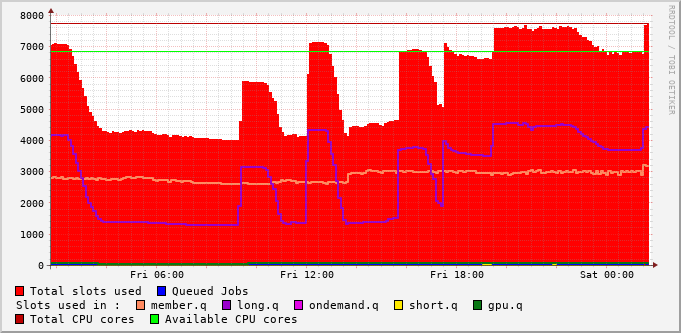 8000
7000
6000
5000
4000
3000
2000
1000
0
Fri 06:00 Fri 12:00 Fri 18:00 Sat 00:00
RRDTOOL / TOBI OETIKER
Total slots used Queued Jobs
Slots used in : member.q long.q ondemand.q short.q gpu.q
Total CPU cores Available CPU cores